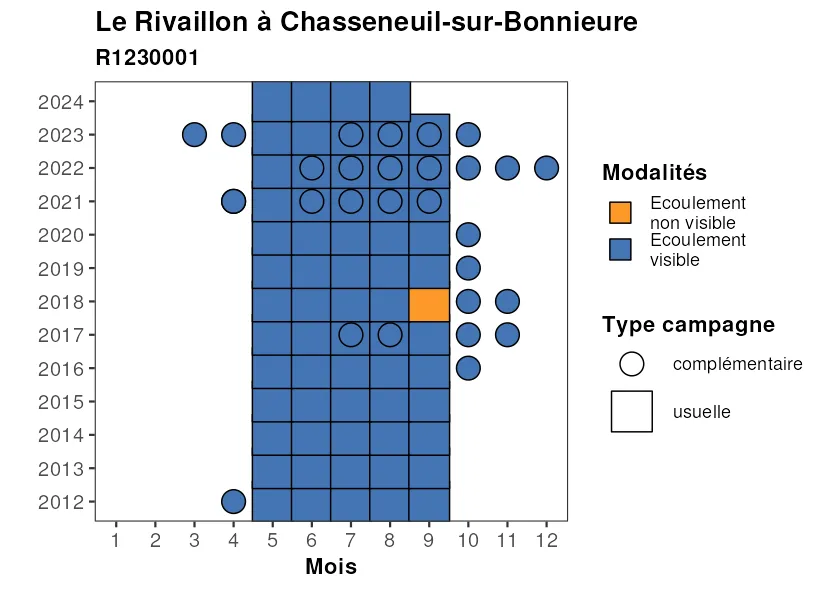 Le Rivaillon à Chasseneuil-sur-Bonnieure
R1230001
2024
2023
2022
2021
2020
2019
2018
2017
2016
2015
2014
2013
2012
1 2 3 4 5 6 7 8 9 10 11 12
Mois
Modalités
Ecoulement
non visible
Ecoulement
visible
Type campagne
complémentaire
usuelle